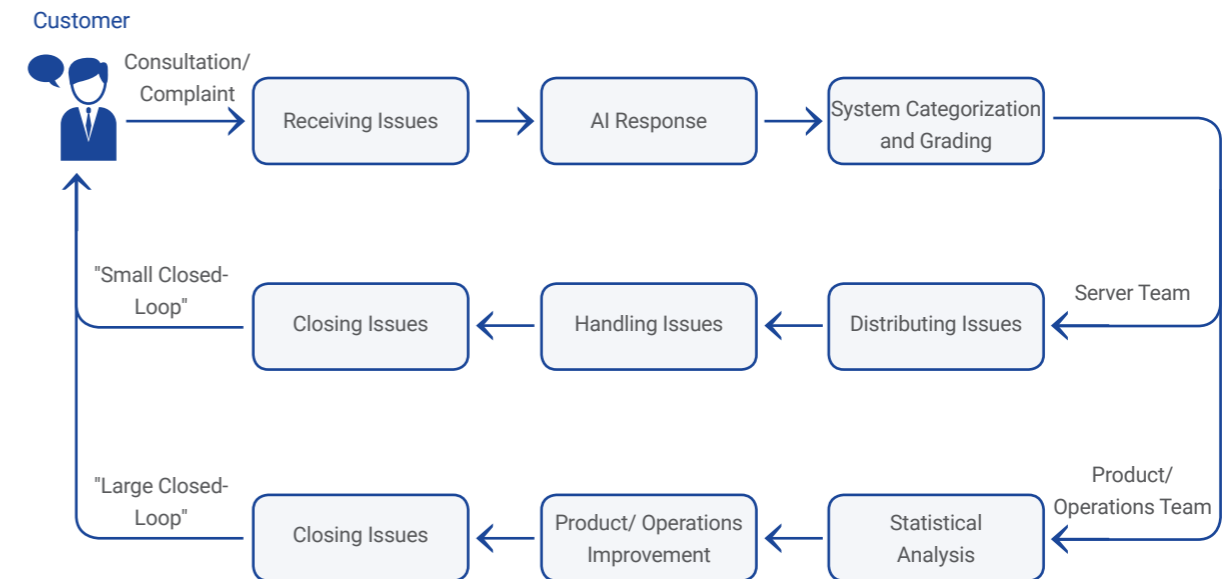 Customer
Consultation/
Complaint
Receiving Issues
AI Response
System Categorization
and Grading
"Small Closed-
Loop"
Closing Issues
Handling Issues
Distributing Issues
Server Team
"Large Closed-
Loop"
Closing Issues
Product/ Operations
Improvement
Statistical
Analysis
Product/
Operations Team